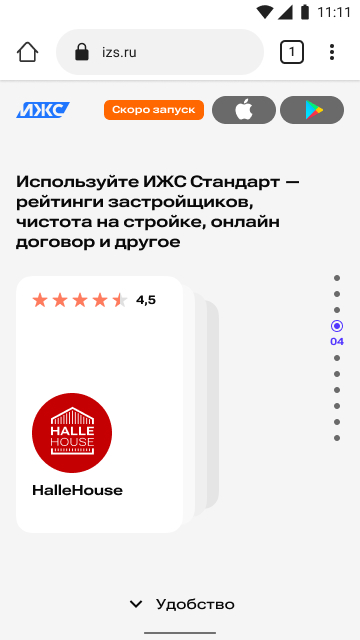 11:11
izs.ru
1
ИЖС
Скоро запуск
Используйте ИЖС Стандарт —
рейтинги застройщиков,
чистота на стройке, онлайн
договор и другое
4,5
04
HALLE
HOUSE
HalleHouse
Удобство